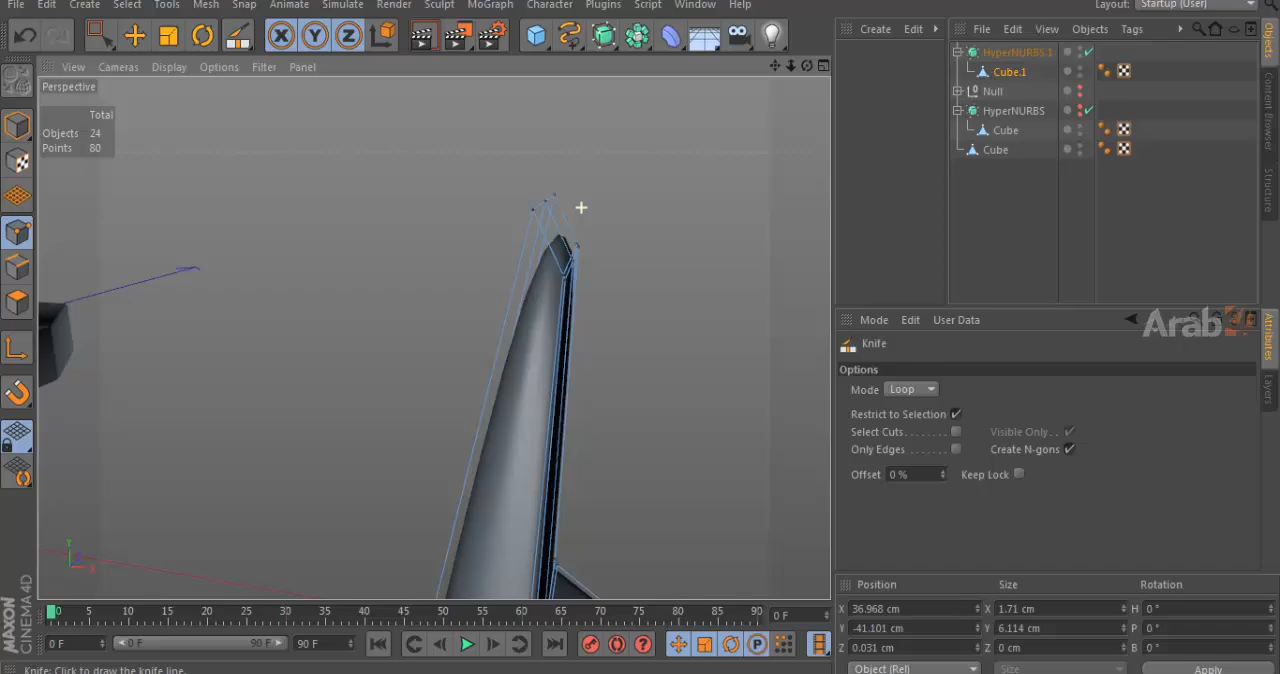 File Edit Create Select Tools Mesh Snap Animate Simulate Render Sculpt MoGraph Character Plugins Script Window Help
Layout: Startup (User)
View Cameras Display Options Filter Panel
Create Edit
File Edit View Objects Tags
Perspective
HyperNURBS.1
Cube.1
Total
Null
Objects 24
HyperNURBS
Points 80
Cube
Cube
Objects
Content Browser
Structure
Mode Edit User Data
Arab
Knife
Attributes
Layers
Options
Mode Loop
Restrict to Selection
Select Cuts Visible Only
Only Edges Create N-gons
Offset 0 % Keep Lock
Y
X
Position Size Rotation
X 36.968 cm X 1.71 cm H 0 °
Y -41.101 cm Y 6.114 cm P 0 °
Z 0.031 cm Z 0 cm B 0 °
Object (Rel) Size Apply
0 5 10 15 20 25 30 35 40 45 50 55 60 65 70 75 80 85 90 0 F
0 F 0 F 90 F 90 F
MAXON
CINEMA 4D
Knife: Click to draw the knife line.